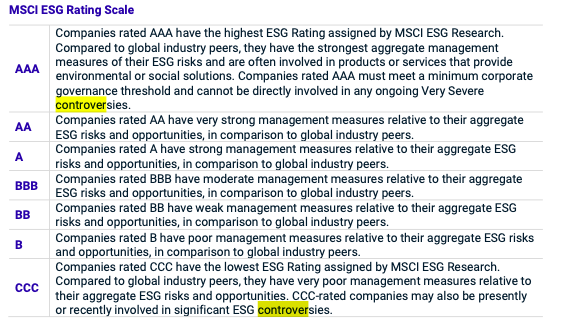 MSCI ESG Rating Scale
Companies rated AAA have the highest ESG Rating assigned by MSCI ESG Research.
Compared to global industry peers, they have the strongest aggregate management
measures of their ESG risks and are often involved in products or services that provide
AAA
environmental or social solutions. Companies rated AAA must meet a minimum corporate
governance threshold and cannot be directly involved in any ongoing Very Severe
controversies.
AA
Companies rated AA have very strong management measures relative to their aggregate
ESG risks and opportunities, in comparison to global industry peers.
A
Companies rated A have strong management measures relative to their aggregate ESG
risks and opportunities, in comparison to global industry peers.
BBB
Companies rated BBB have moderate management measures relative to their aggregate
ESG risks and opportunities, in comparison to global industry peers.
BB
Companies rated BB have weak management measures relative to their aggregate ESG
risks and opportunities, in comparison to global industry peers.
B
Companies rated B have poor management measures relative to their aggregate ESG risks
and opportunities, in comparison to global industry peers.
Companies rated CCC have the lowest ESG Rating assigned by MSCI ESG Research.
Compared to global industry peers, they have very poor management measures relative to
CCC
their aggregate ESG risks and opportunities. CCC-rated companies may also be presently
or recently involved in significant ESG controversies.